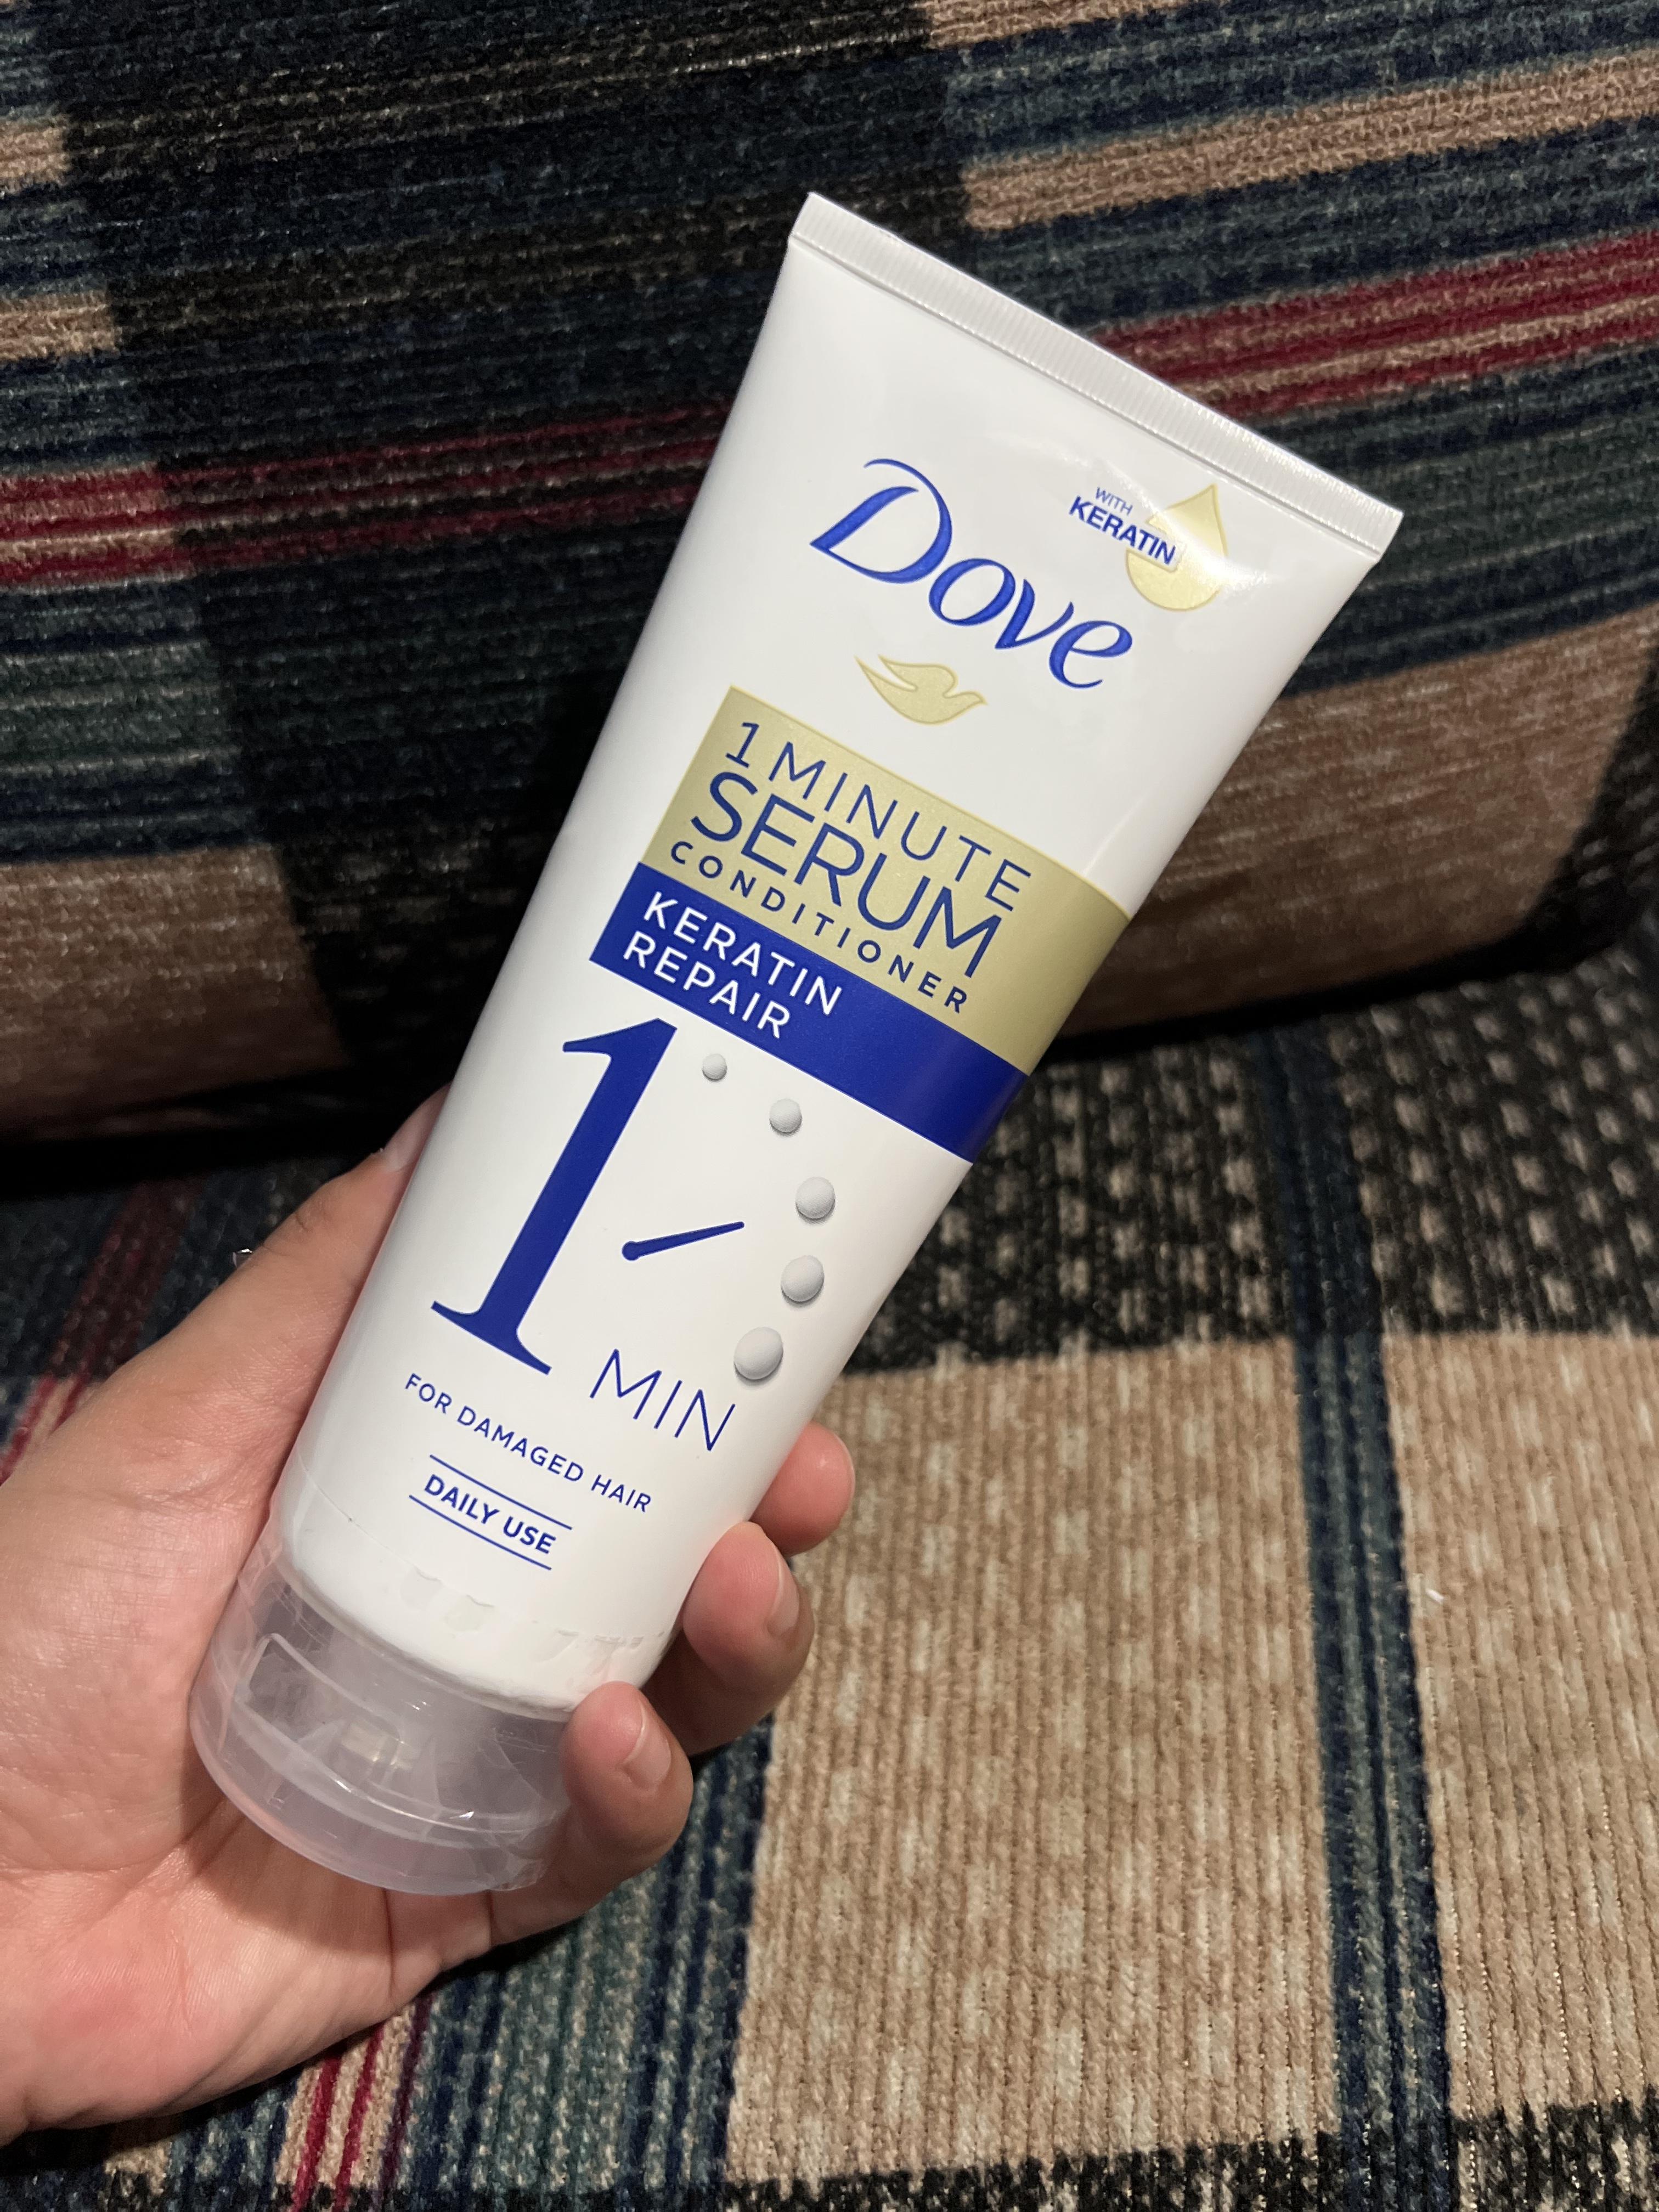 Dove
WITH
KERATIN
1 MINUTE
SERUM
CONDITIONER
KERATIN
REPAIR
1
MIN
FOR DAMAGED HAIR
DAILY USE